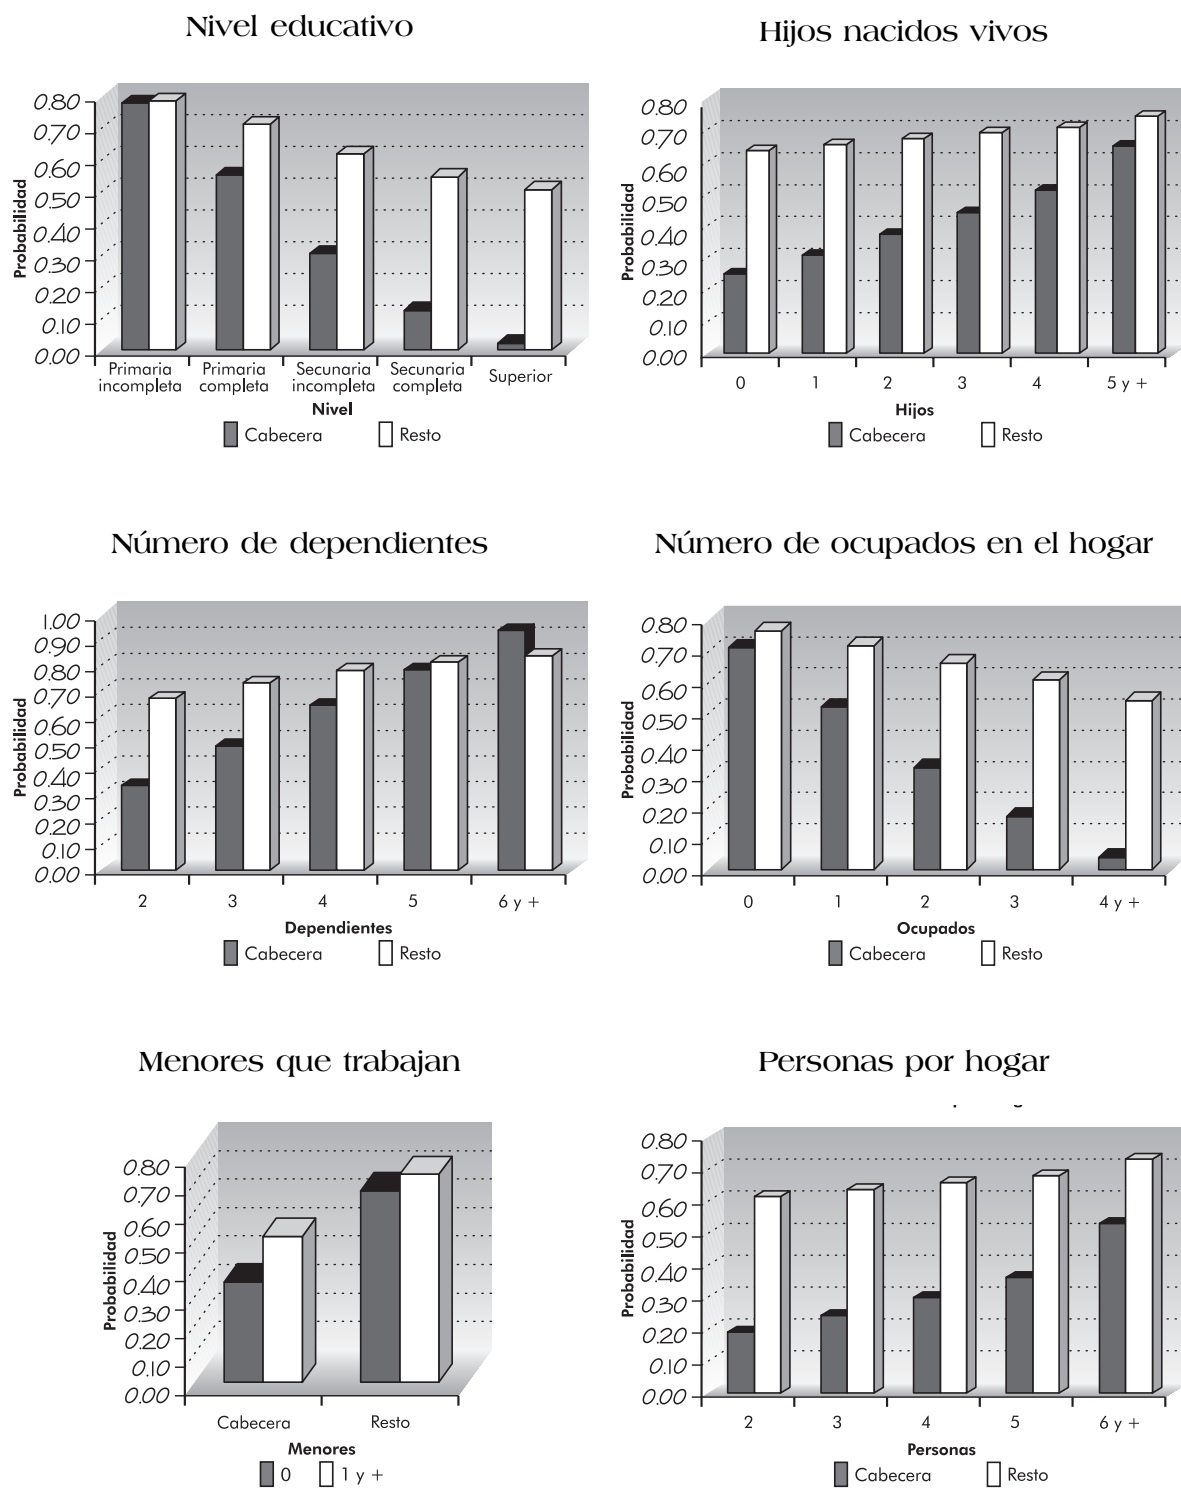 Nivel educativo
Probabilidad
0.80
0.70
0.60
0.50
0.40
0.30
0.20
0.10
0.00
Primaria incompleta
Primaria completa
Secunaria incompleta
Secunaria completa
Superior
Nivel
Cabecera Resto
Hijos nacidos vivos
Probabilidad
0.80
0.70
0.60
0.50
0.40
0.30
0.20
0.10
0.00
0 1 2 3 4 5 y +
Hijos
Cabecera Resto
Número de dependientes
Probabilidad
1.00
0.90
0.80
0.70
0.60
0.50
0.40
0.30
0.20
0.10
0.00
2 3 4 5 6 y +
Dependientes
Cabecera Resto
Número de ocupados en el hogar
Probabilidad
0.80
0.70
0.60
0.50
0.40
0.30
0.20
0.10
0.00
0 1 2 3 4 y +
Ocupados
Cabecera Resto
Menores que trabajan
Probabilidad
0.80
0.70
0.60
0.50
0.40
0.30
0.20
0.10
0.00
Cabecera Resto
Menores
0 1 y +
Personas por hogar
Probabilidad
0.80
0.70
0.60
0.50
0.40
0.30
0.20
0.10
0.00
2 3 4 5 6 y +
Personas
Cabecera Resto